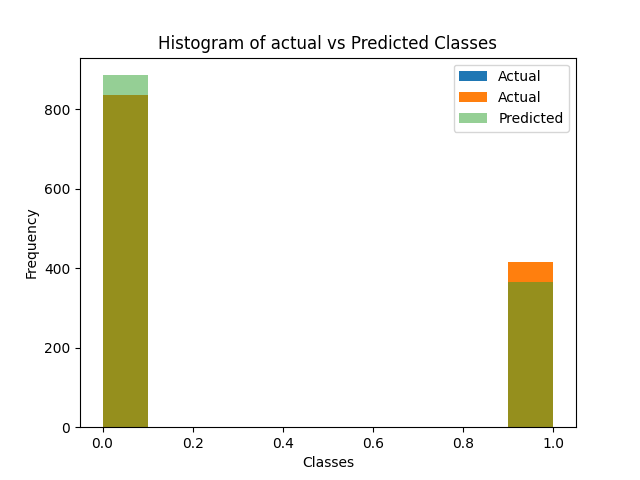 Histogram of actual vs Predicted Classes
Actual
Actual
Predicted
Frequency
800
600
400
200
0
0.0 0.2 0.4 0.6 0.8 1.0
Classes